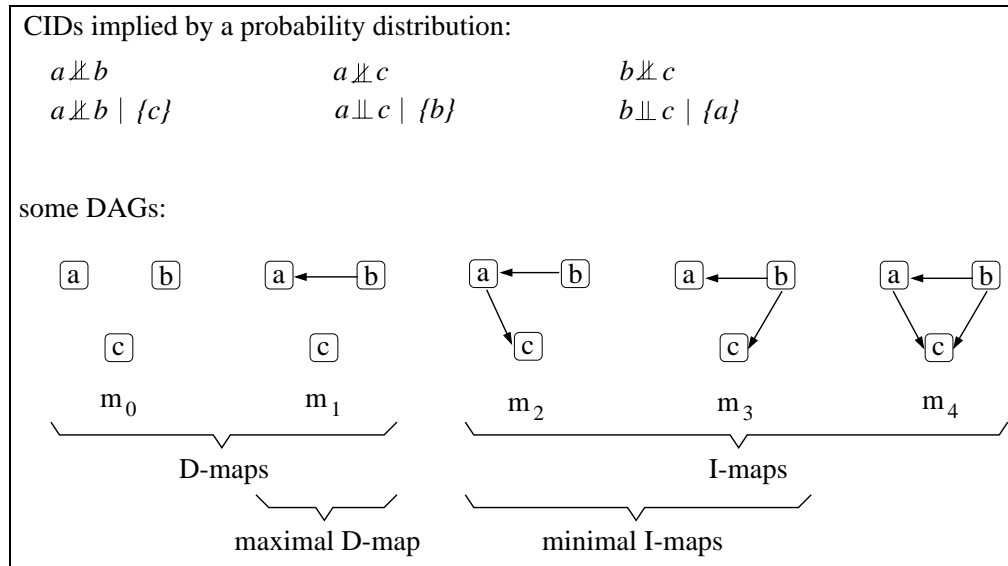 CIDs implied by a probability distribution:
a ⫫̸ b a ⫫̸ c b ⫫̸ c
a ⫫̸ b | {c} a ⫫ c | {b} b ⫫ c | {a}
some DAGs:
a b a b a b a b a b
c c c c c
m₀ m₁ m₂ m₃ m₄
D-maps I-maps
maximal D-map minimal I-maps